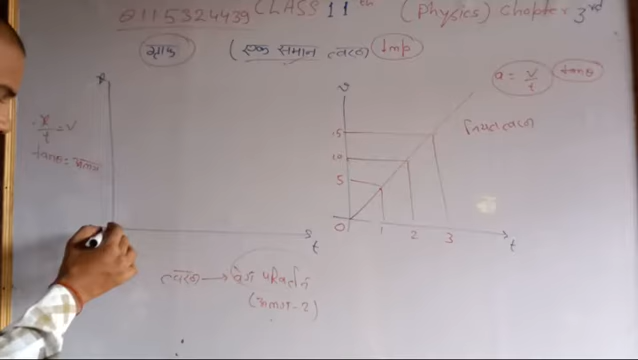 9115324439 CLASS 11th (Physics) Chapter 3rd
ग्राफ (एक समान त्वरण) Imp
x
x/t = v
tanθ =
t
v
15
10
5
0 1 2 3
t
a = v/t tanθ
नियत त्वरण
त्वरण → वेग परिवर्तन